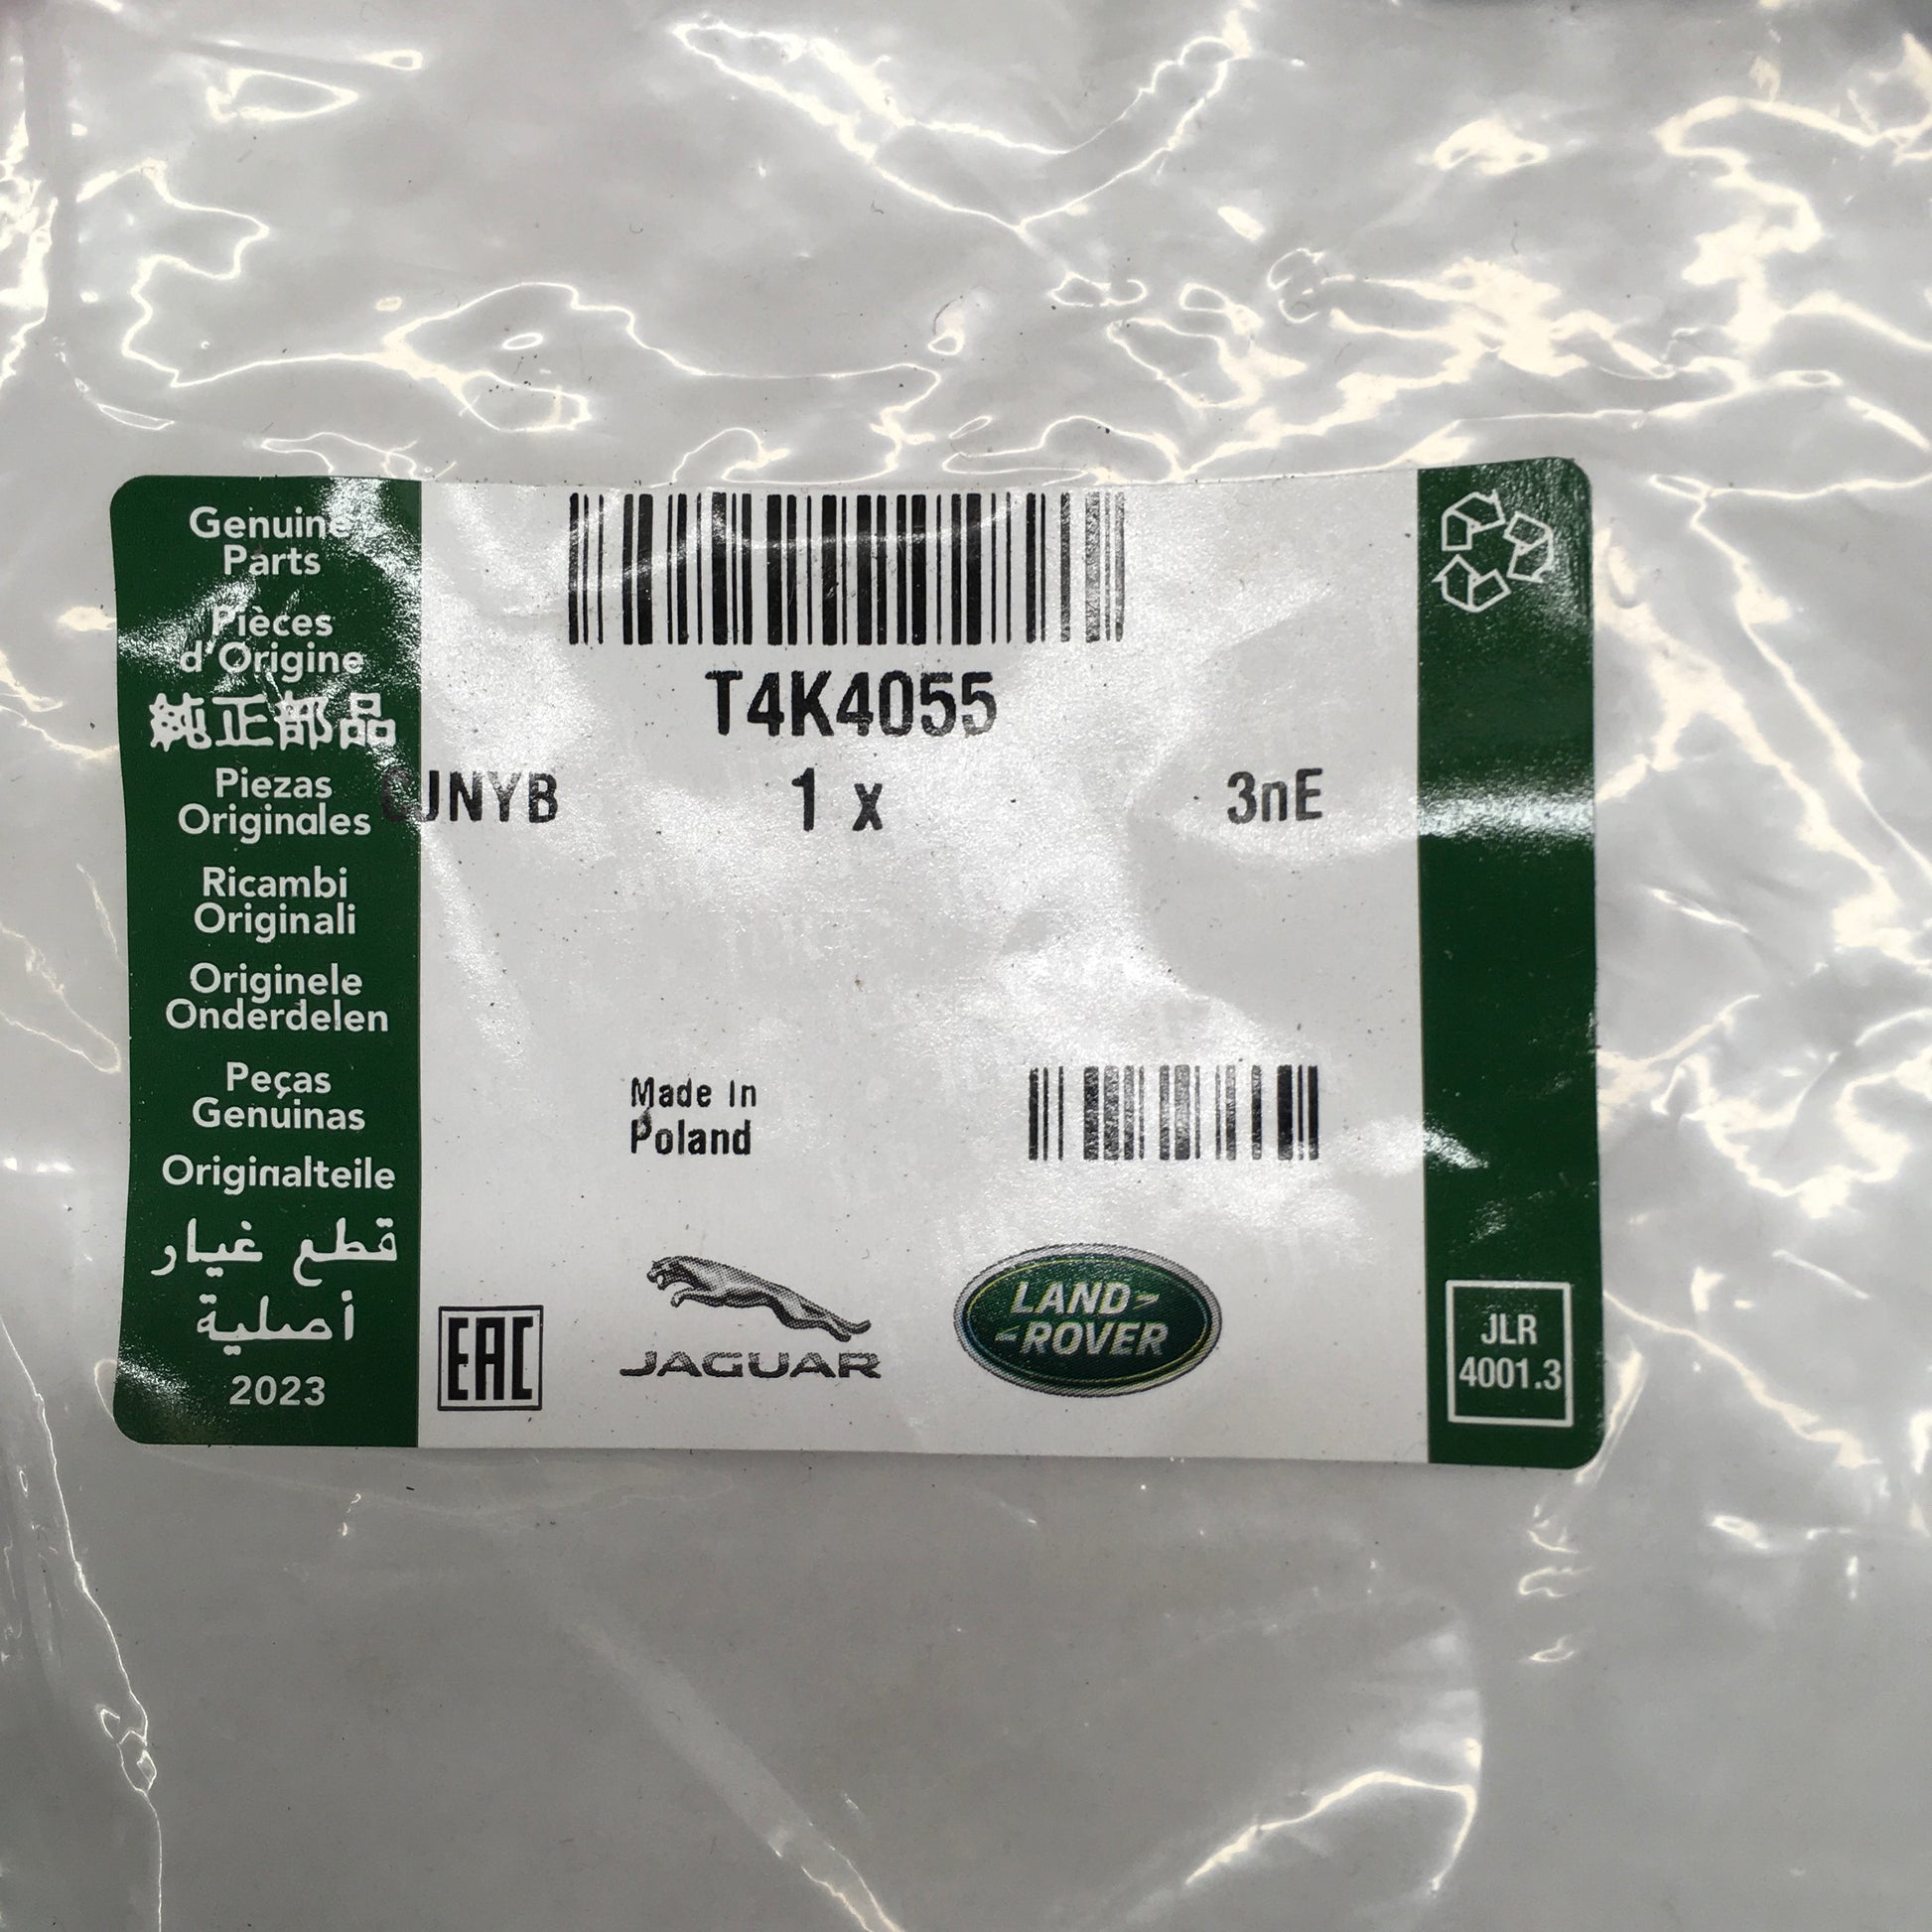 Genuine
Parts
Pièces
d'Origine
純正部品
Piezas
Originales
Ricambi
Originali
Originele
Onderdelen
Peças
Genuinas
Originalteile
قطع غيار
أصلية
2023
T4K4055
CJNYB 1 x 3nE
Made In
Poland
EAC
JAGUAR
LAND-
-ROVER
JLR
4001.3